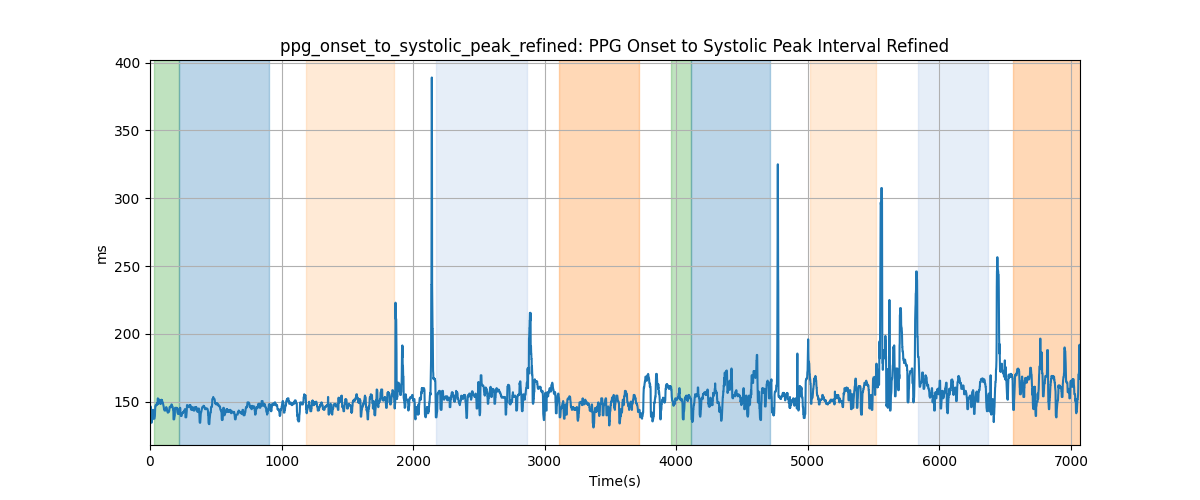 ppg_onset_to_systolic_peak_refined: PPG Onset to Systolic Peak Interval Refined
400
350
300
250
200
150
ms
0 1000 2000 3000 4000 5000 6000 7000
Time(s)